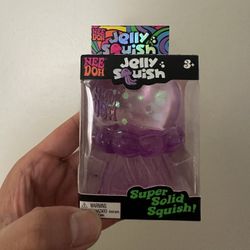 NEE DOH
Jelly
Squish
NEE
DOH
Jelly
Squish
3+
Super
Solid
Squish!
WARNING